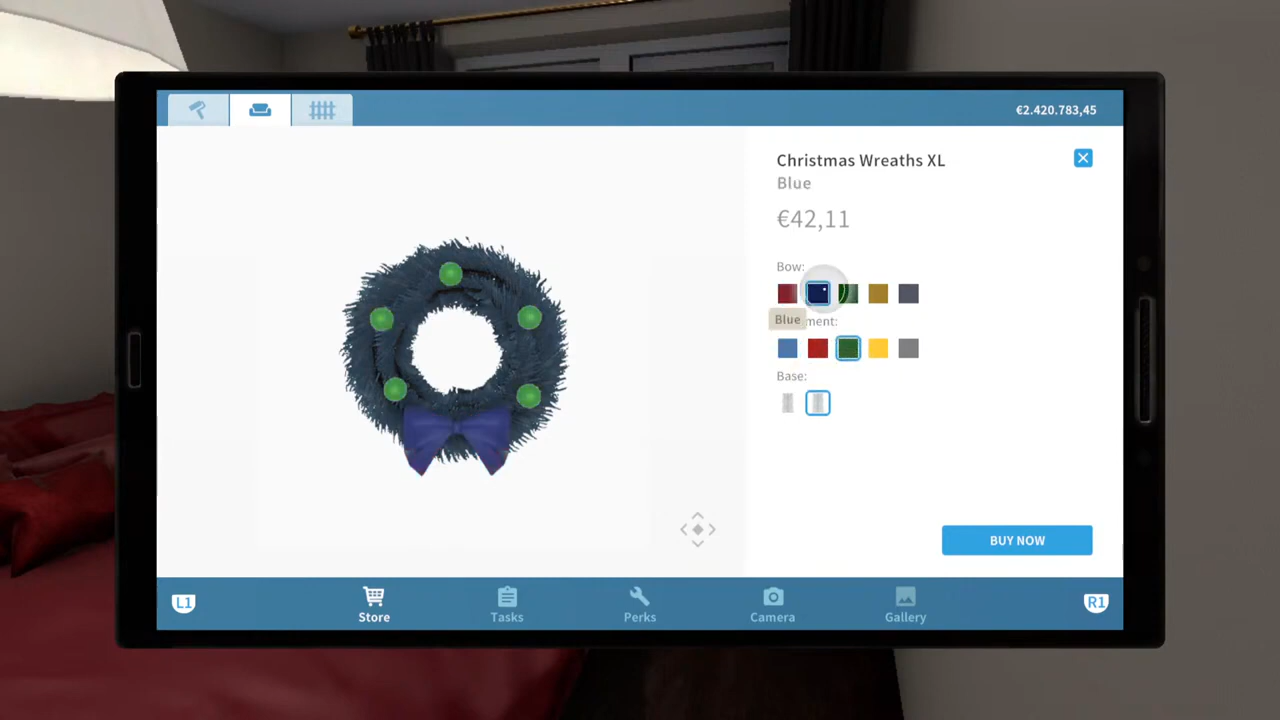 €2.420.783,45
Christmas Wreaths XL
Blue
€42,11
Bow:
Blue
ment:
Base:
BUY NOW
L1
Store
Tasks
Perks
Camera
Gallery
R1